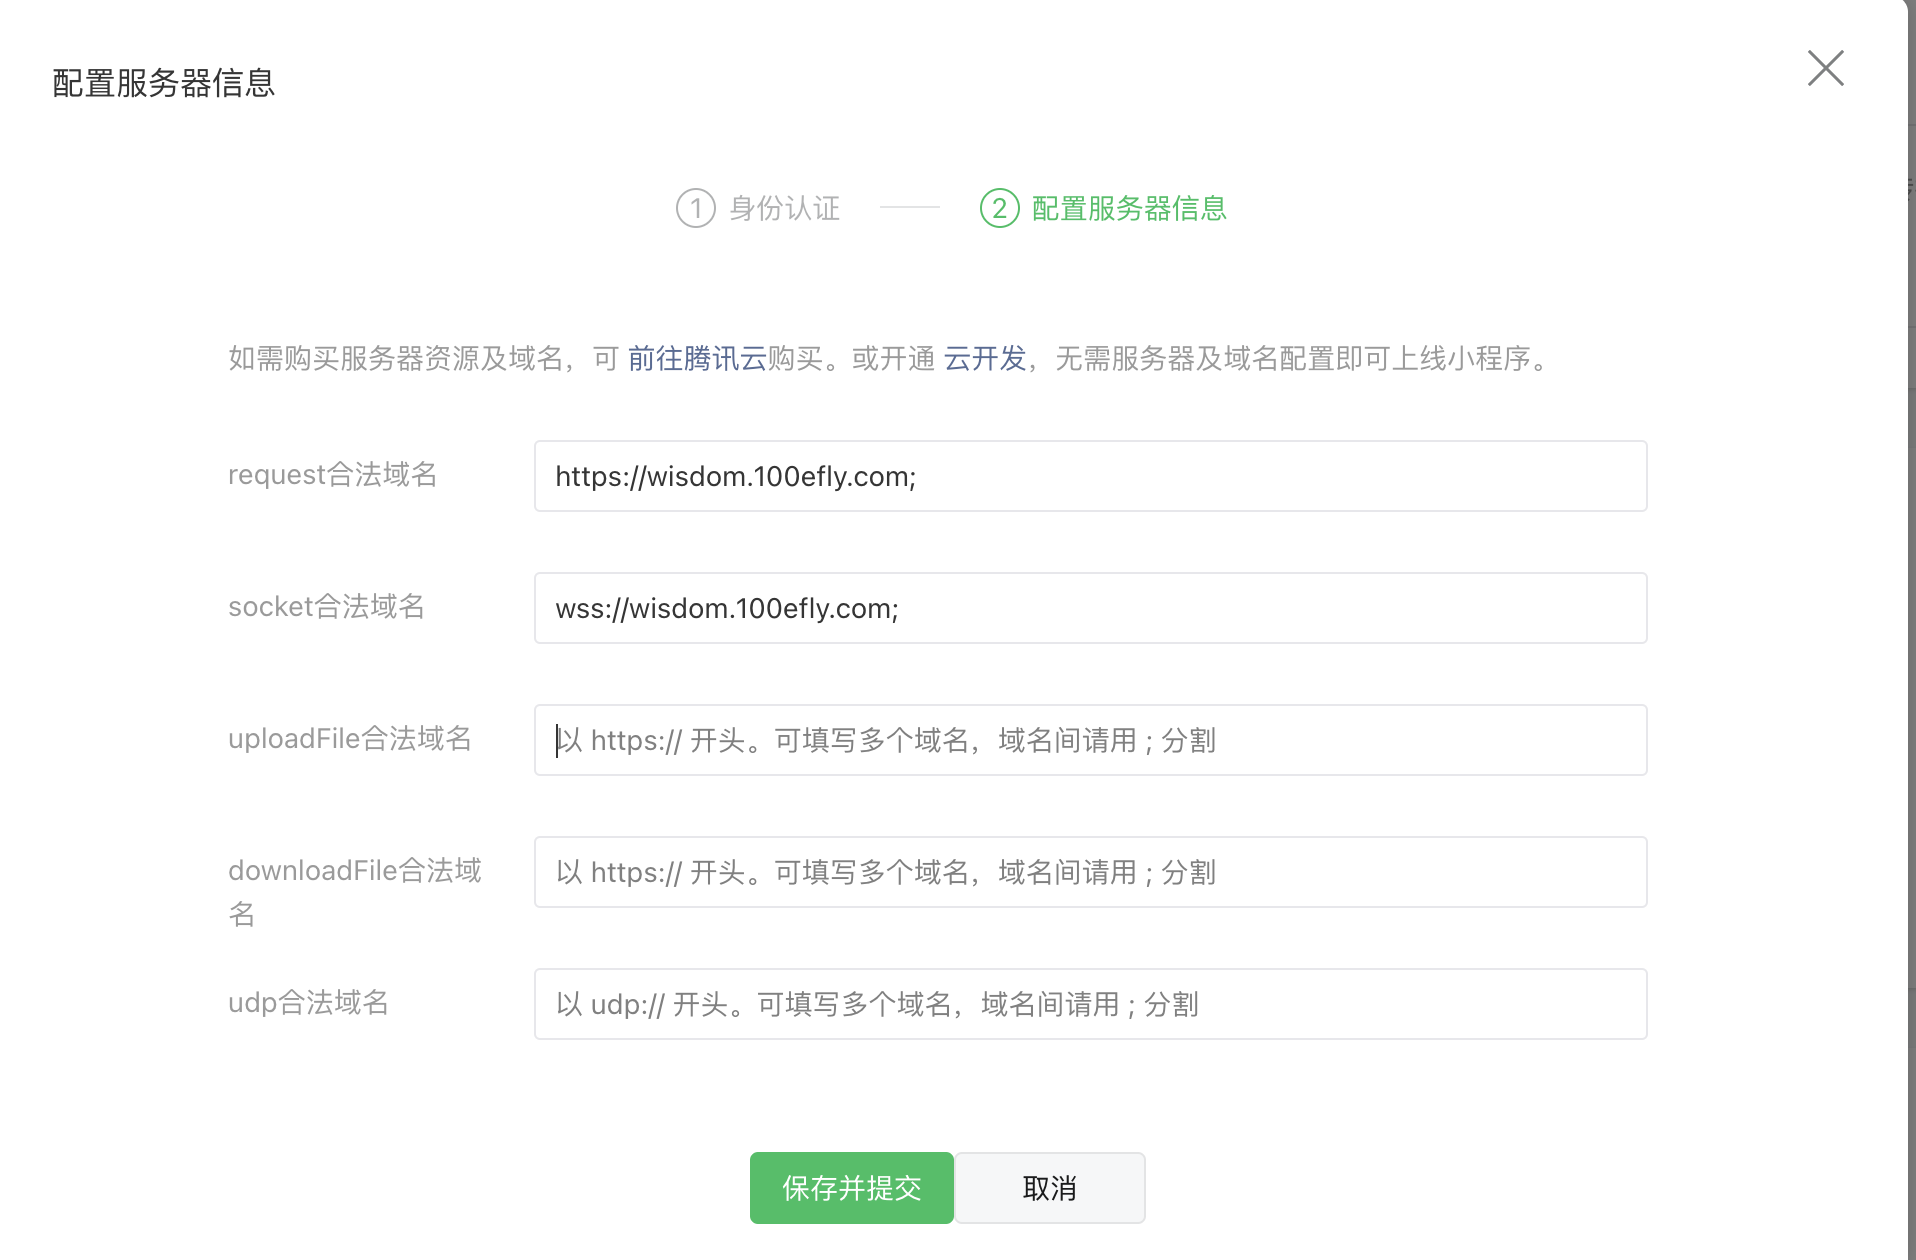 配置服务器信息
1 身份认证
2 配置服务器信息
如需购买服务器资源及域名，可 前往腾讯云购买。或开通 云开发，无需服务器及域名配置即可上线小程序。
request合法域名
https://wisdom.100efly.com;
socket合法域名
wss://wisdom.100efly.com;
uploadFile合法域名
以 https:// 开头。可填写多个域名，域名间请用 ; 分割
downloadFile合法域
名
以 https:// 开头。可填写多个域名，域名间请用 ; 分割
udp合法域名
以 udp:// 开头。可填写多个域名，域名间请用 ; 分割
保存并提交
取消